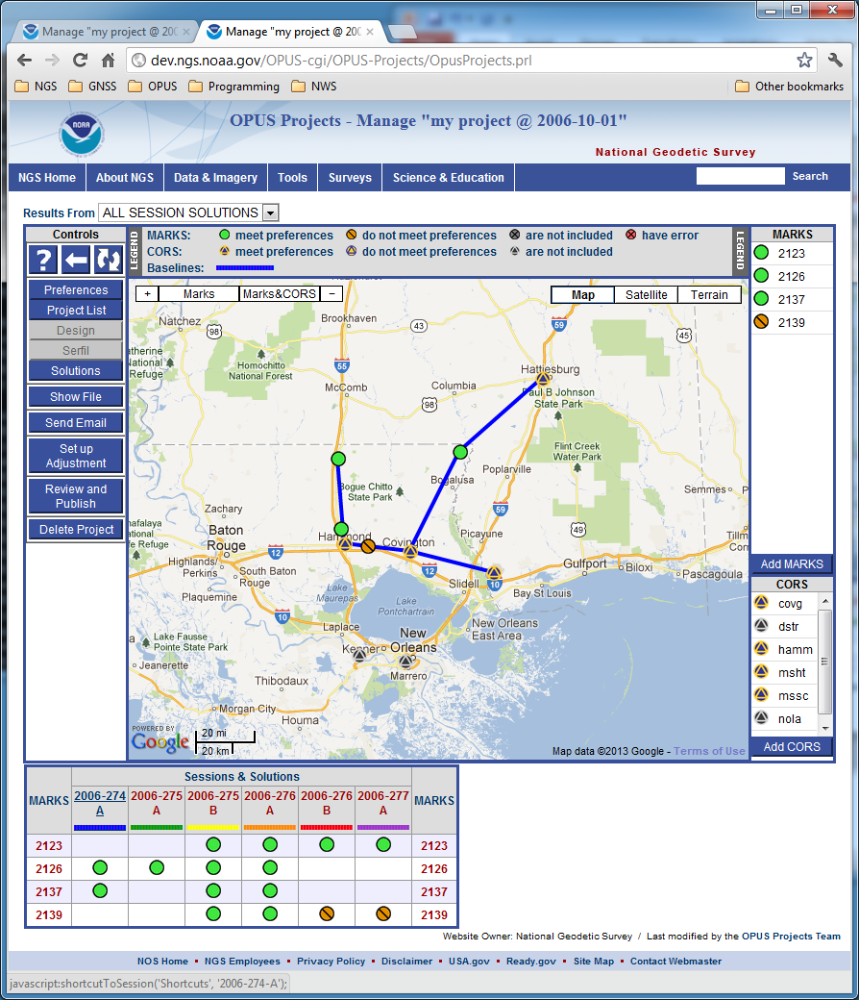 Manage "my project @ 200
Manage "my project @ 200
dev.ngs.noaa.gov/OPUS-cgi/OPUS-Projects/OpusProjects.prl
NGS GNSS OPUS Programming NWS Other bookmarks
NOAA
OPUS Projects - Manage "my project @ 2006-10-01"
National Geodetic Survey
NGS Home About NGS Data & Imagery Tools Surveys Science & Education Search
Results From ALL SESSION SOLUTIONS
Controls
?
Preferences
Project List
Design
Serfil
Solutions
Show File
Send Email
Set up
Adjustment
Review and
Publish
Delete Project
LEGEND
MARKS: meet preferences do not meet preferences are not included have error
CORS: meet preferences do not meet preferences are not included
Baselines:
LEGEND
+ Marks Marks&CORS −
Map Satellite Terrain
Natchez
98
Brookhaven
43
59
45
Homochitto
National Forest
55
McComb
Columbia
98
Hattiesburg
Paul B Johnson
State Park
Flint Creek
Water Park
Bogue Chitto
State Park
Bogalusa
Poplarville
Semmes
59
49
Zachary
Baton
Rouge
12
Hammond
Covington
Picayune
12
Highlands/
Perkins
South Baton
Rouge
Plaquemine
10
Lake
Maurepas
Lake
Pontchartrain
Slidell
10
Gulfport
Biloxi
Pascagoula
Bay St Louis
Lake Fausse
Pointe State Park
Jeanerette
Laplace
Kenner
New
Orleans
New Orleans
East Area
Marrero
Thibodaux
Morgan City
Houma
POWERED BY
Google
20 mi
20 km
Map data ©2013 Google - Terms of Use
MARKS
2123
2126
2137
2139
Add MARKS
CORS
covg
dstr
hamm
msht
mssc
nola
Add CORS
Sessions & Solutions
MARKS 2006-274 A 2006-275 A 2006-275 B 2006-276 A 2006-276 B 2006-277 A MARKS
2123 2123
2126 2126
2137 2137
2139 2139
Website Owner: National Geodetic Survey / Last modified by the OPUS Projects Team
NOS Home ▪ NGS Employees ▪ Privacy Policy ▪ Disclaimer ▪ USA.gov ▪ Ready.gov ▪ Site Map ▪ Contact Webmaster
javascript:shortcutToSession('Shortcuts', '2006-274-A');